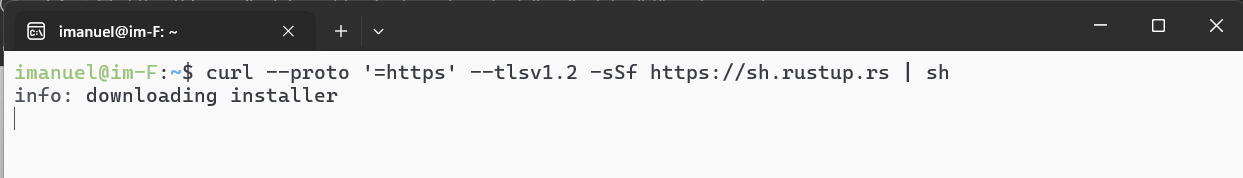 imanuel@im-F: ~
imanuel@im-F:~$ curl --proto '=https' --tlsv1.2 -sSf https://sh.rustup.rs | sh
info: downloading installer